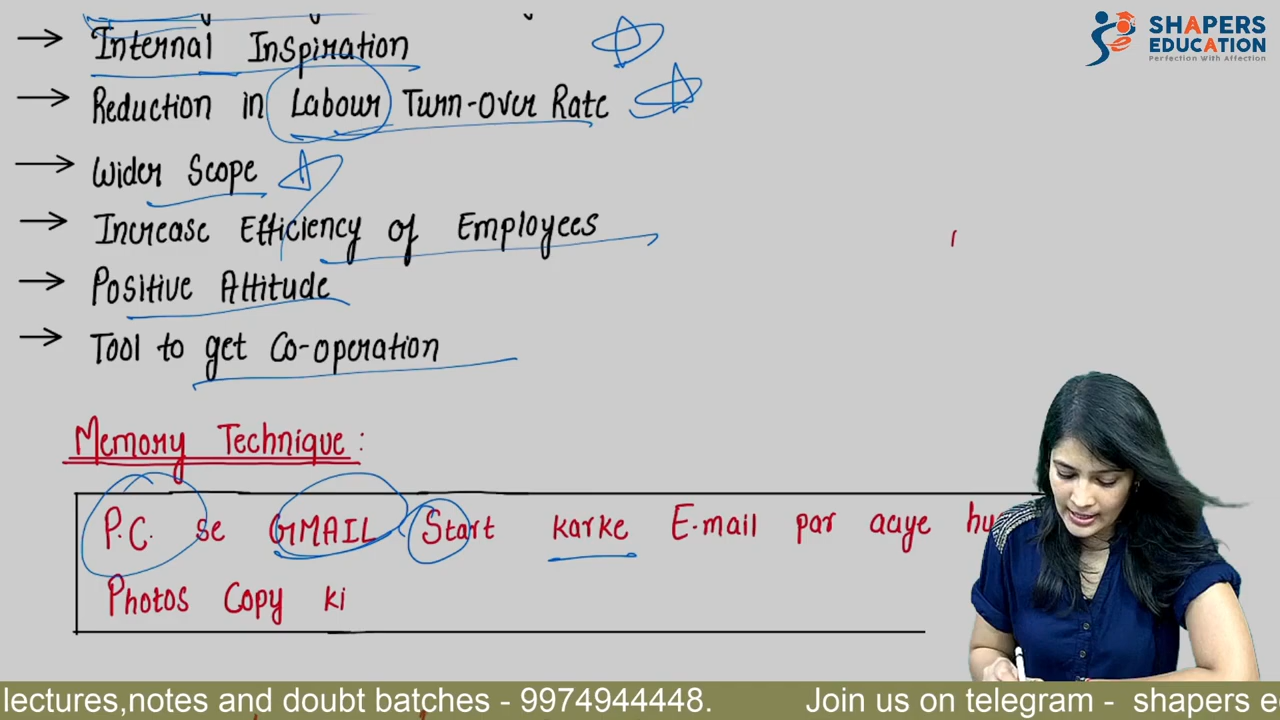 SHAPERS
EDUCATION
Perfection With Affection
→ Internal Inspiration
→ Reduction in Labour Turn-Over Rate
→ Wider Scope
→ Increase Efficiency of Employees
→ Positive Attitude
→ Tool to get Co-operation
Memory Technique :
P.C. se GMAIL Start karke E-mail par aaye
Photos Copy ki
lectures,notes and doubt batches - 9974944448. Join us on telegram - shapers e